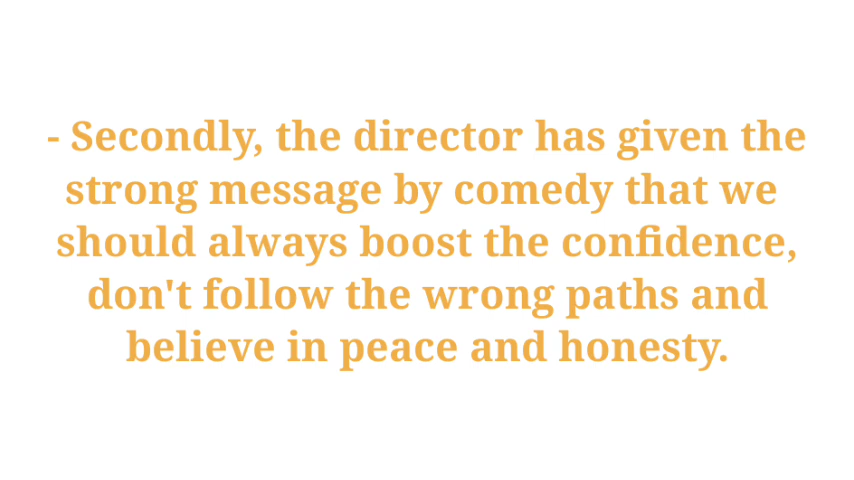 - Secondly, the director has given the
strong message by comedy that we
should always boost the confidence,
don't follow the wrong paths and
believe in peace and honesty.